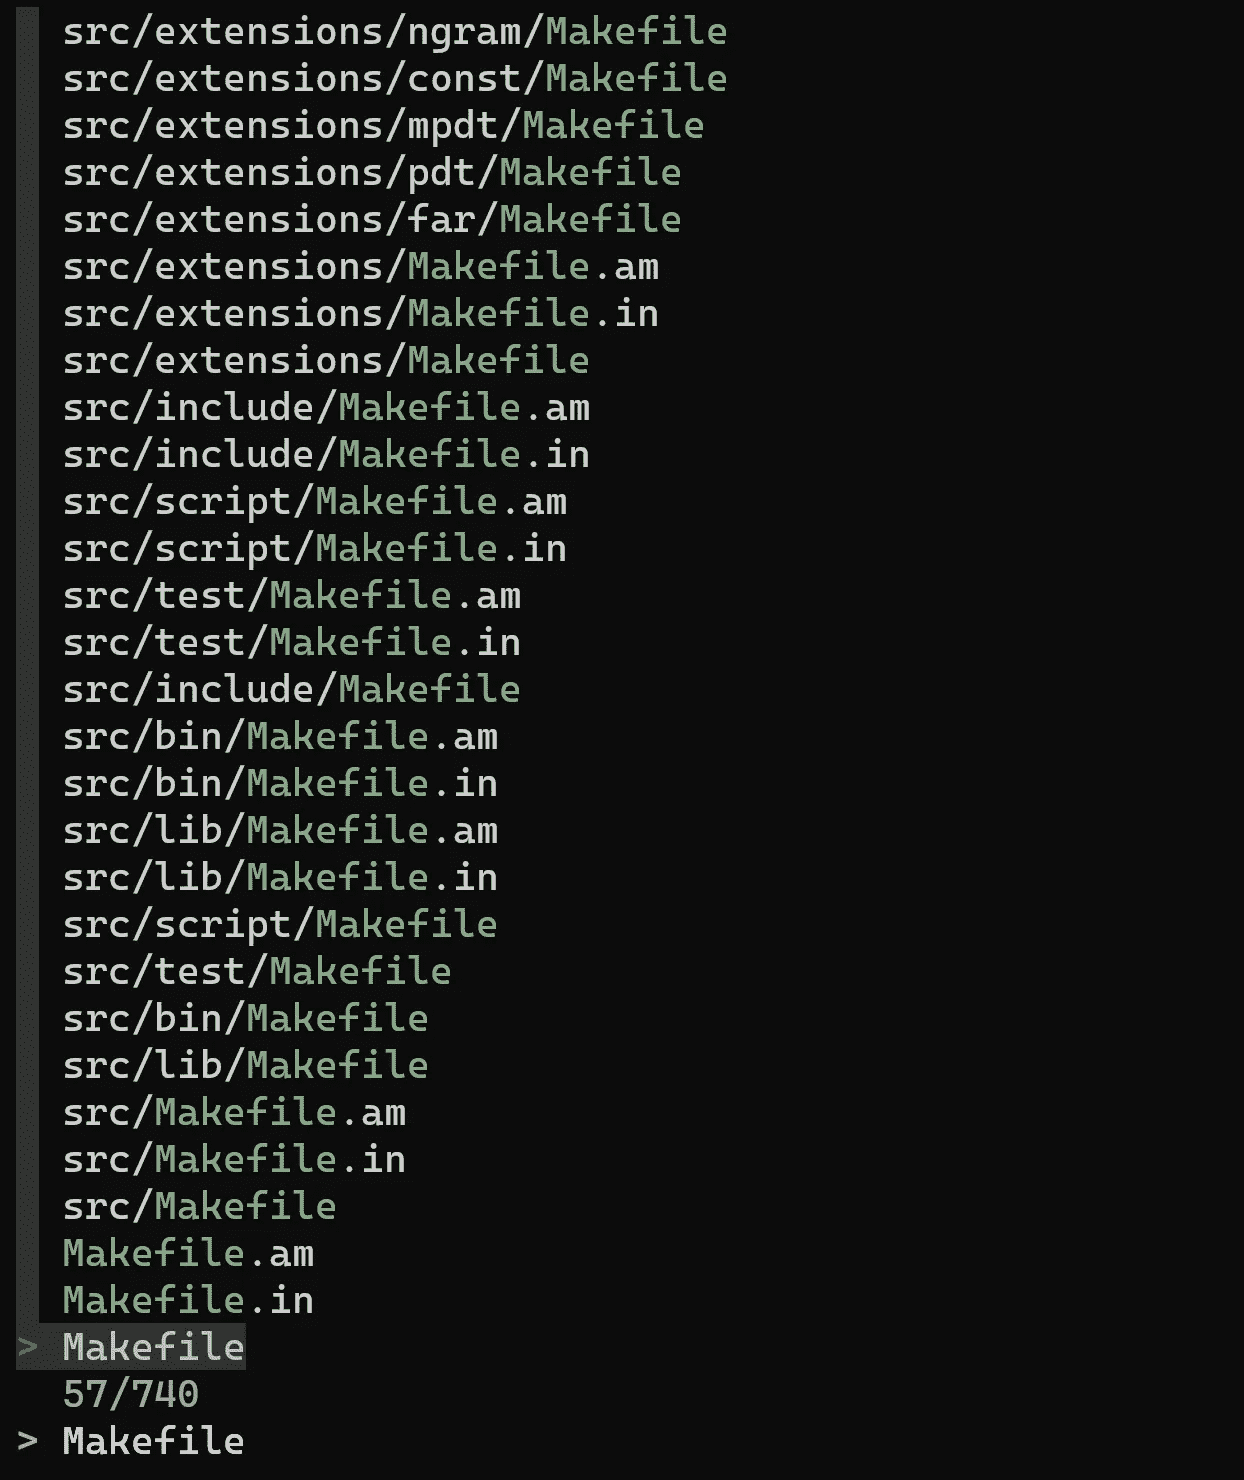 src/extensions/ngram/Makefile
src/extensions/const/Makefile
src/extensions/mpdt/Makefile
src/extensions/pdt/Makefile
src/extensions/far/Makefile
src/extensions/Makefile.am
src/extensions/Makefile.in
src/extensions/Makefile
src/include/Makefile.am
src/include/Makefile.in
src/script/Makefile.am
src/script/Makefile.in
src/test/Makefile.am
src/test/Makefile.in
src/include/Makefile
src/bin/Makefile.am
src/bin/Makefile.in
src/lib/Makefile.am
src/lib/Makefile.in
src/script/Makefile
src/test/Makefile
src/bin/Makefile
src/lib/Makefile
src/Makefile.am
src/Makefile.in
src/Makefile
Makefile.am
Makefile.in
> Makefile
57/740
> Makefile